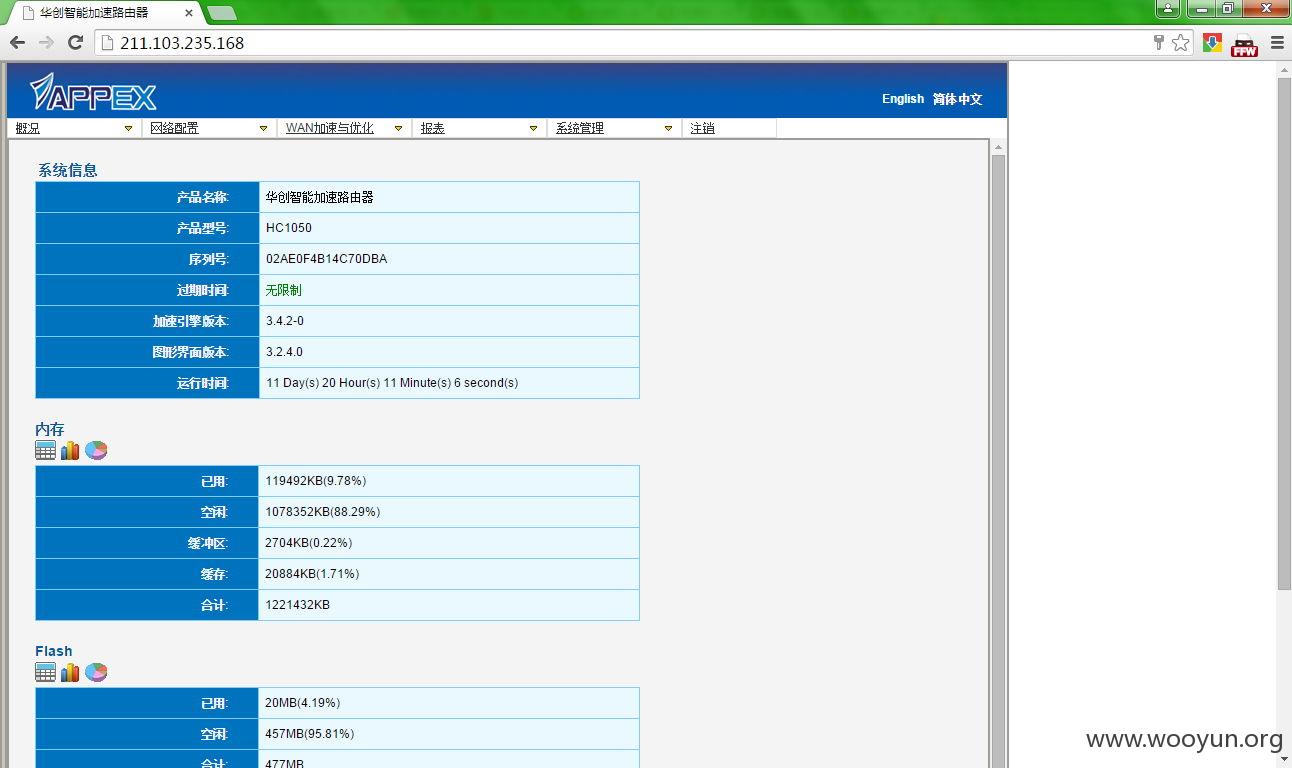 华创智能加速路由器
211.103.235.168
FFW
APPEX
English 简体中文
概况 网络配置 WAN加速与优化 报表 系统管理 注销
系统信息
产品名称: 华创智能加速路由器
产品型号: HC1050
序列号: 02AE0F4B14C70DBA
过期时间: 无限制
加速引擎版本: 3.4.2-0
图形界面版本: 3.2.4.0
运行时间: 11 Day(s) 20 Hour(s) 11 Minute(s) 6 second(s)
内存
已用: 119492KB(9.78%)
空闲: 1078352KB(88.29%)
缓冲区: 2704KB(0.22%)
缓存: 20884KB(1.71%)
合计: 1221432KB
Flash
已用: 20MB(4.19%)
空闲: 457MB(95.81%)
合计: 477MB
www.wooyun.org